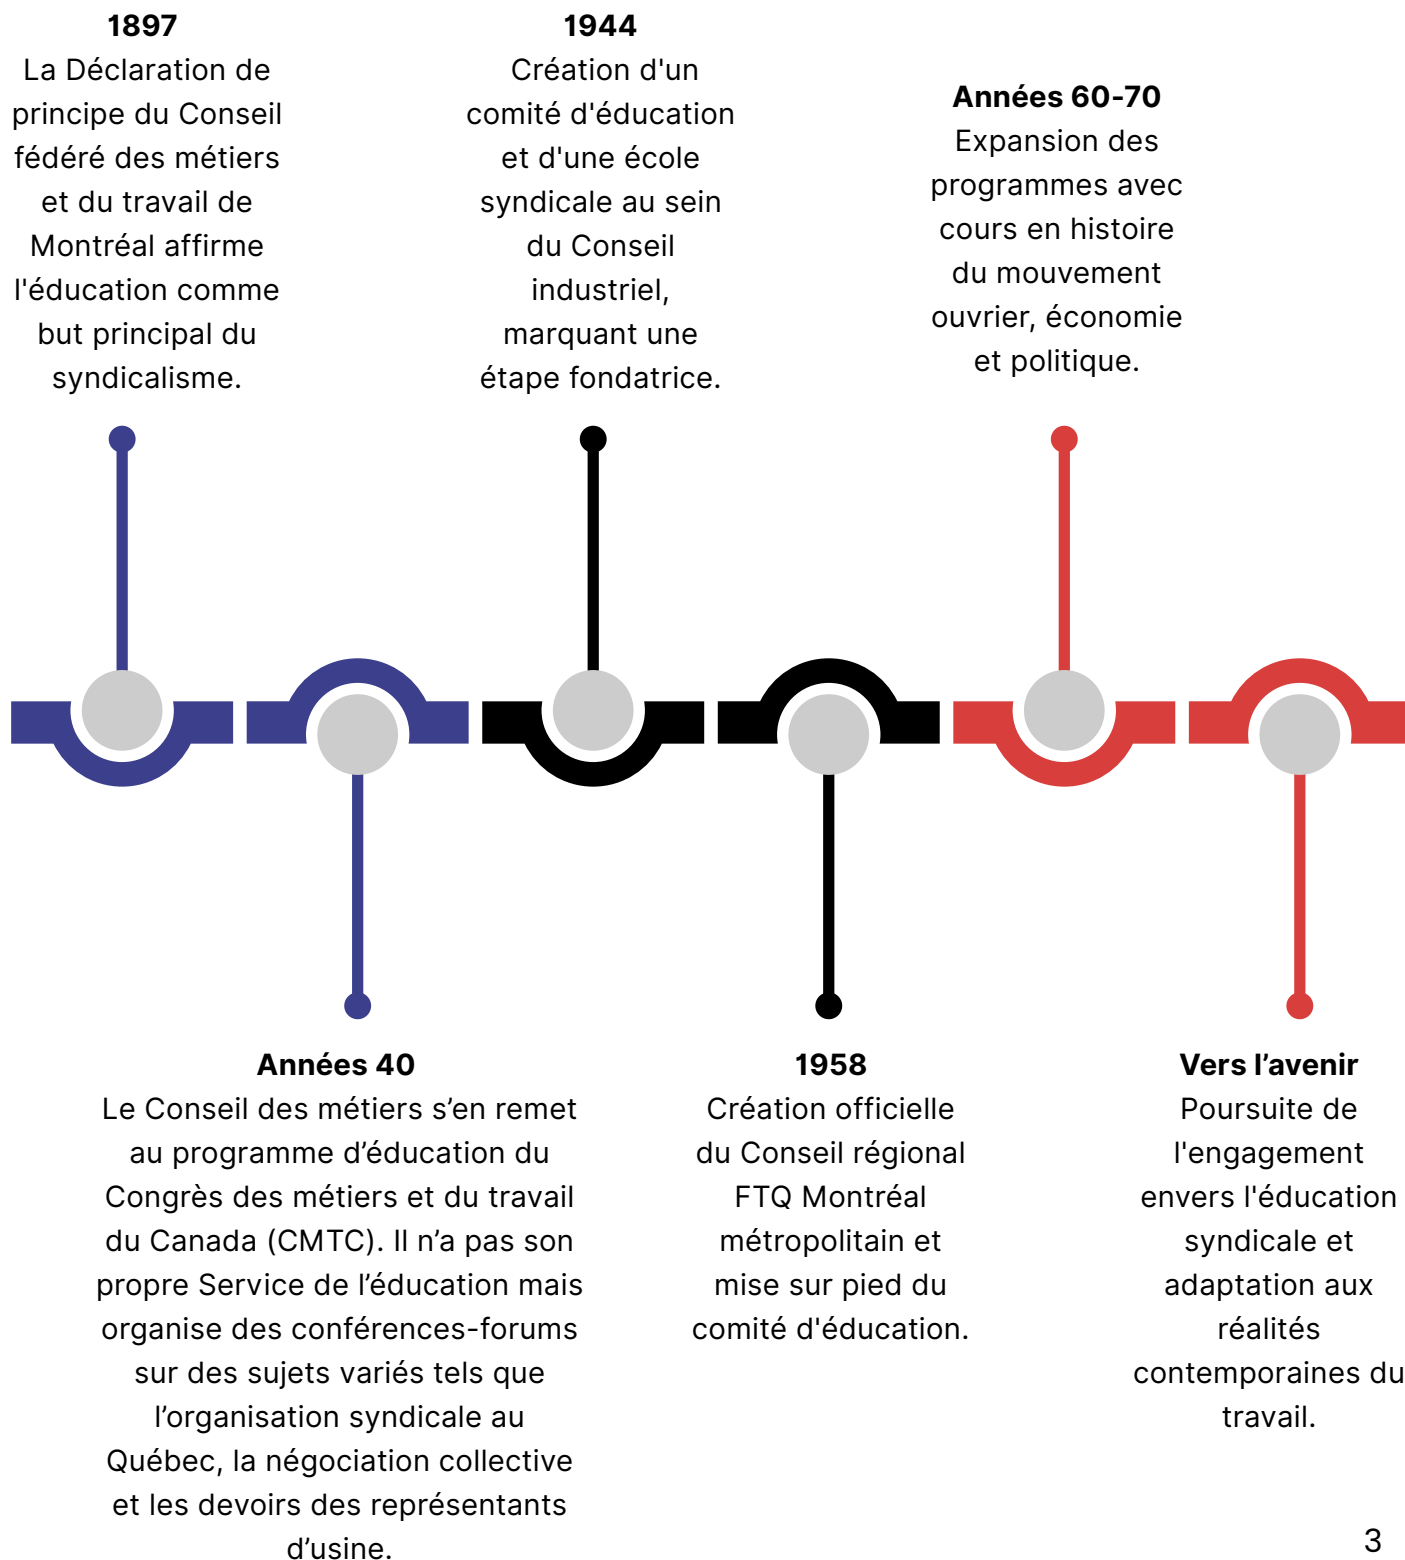 1897
La Déclaration de
principe du Conseil
fédéré des métiers
et du travail de
Montréal affirme
l'éducation comme
but principal du
syndicalisme.
1944
Création d'un
comité d'éducation
et d'une école
syndicale au sein
du Conseil
industriel,
marquant une
étape fondatrice.
Années 60-70
Expansion des
programmes avec
cours en histoire
du mouvement
ouvrier, économie
et politique.
Années 40
Le Conseil des métiers s’en remet
au programme d’éducation du
Congrès des métiers et du travail
du Canada (CMTC). Il n’a pas son
propre Service de l’éducation mais
organise des conférences-forums
sur des sujets variés tels que
l’organisation syndicale au
Québec, la négociation collective
et les devoirs des représentants
d’usine.
1958
Création officielle
du Conseil régional
FTQ Montréal
métropolitain et
mise sur pied du
comité d'éducation.
Vers l’avenir
Poursuite de
l'engagement
envers l'éducation
syndicale et
adaptation aux
réalités
contemporaines du
travail.
3